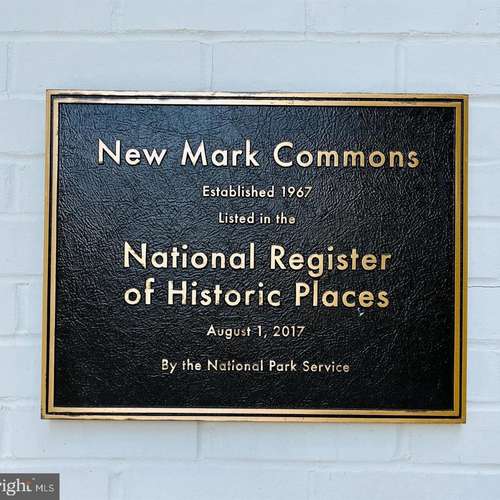 New Mark Commons
Established 1967
Listed in the
National Register
of Historic Places
August 1, 2017
By the National Park Service
right MLS